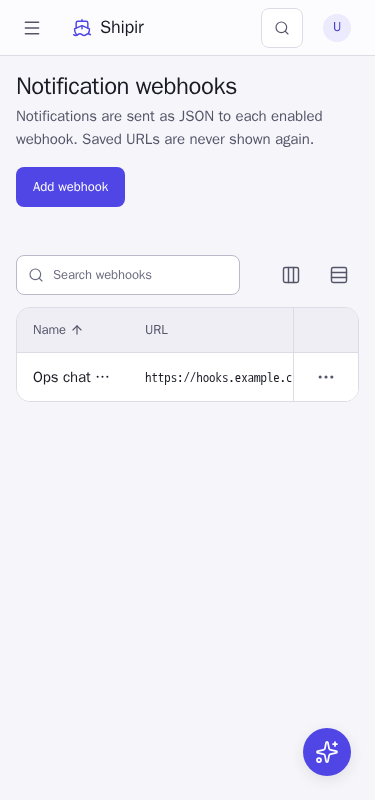 Shipir
U
Notification webhooks
Notifications are sent as JSON to each enabled
webhook. Saved URLs are never shown again.
Add webhook
Search webhooks
Name URL
Ops chat ⋯ https://hooks.example.c